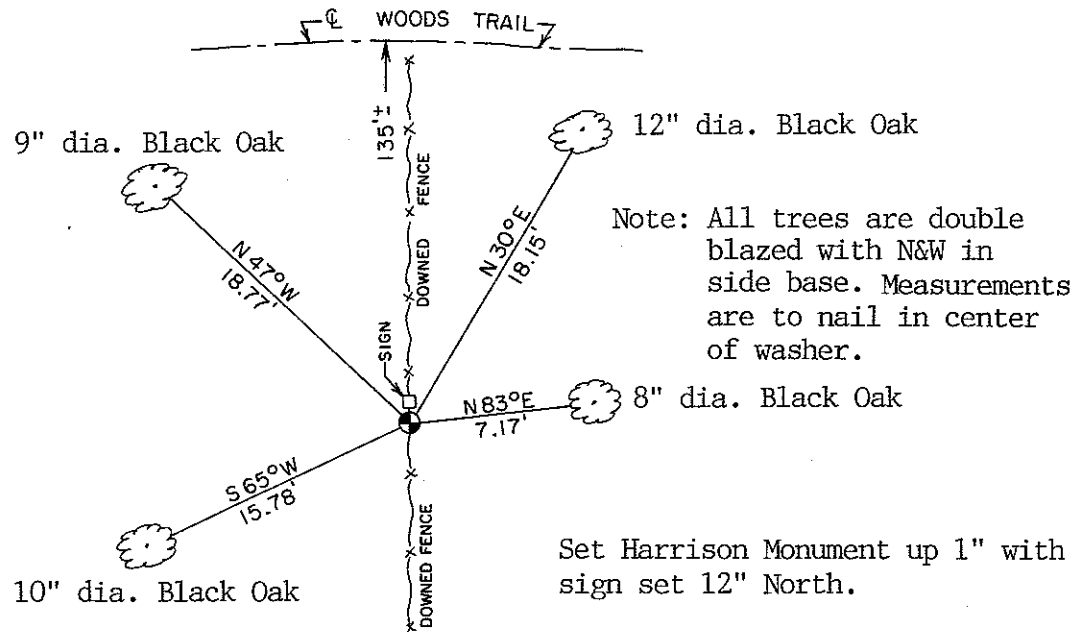 ℄ WOODS TRAIL
135'±
9" dia. Black Oak
12" dia. Black Oak
DOWNED FENCE
N 47° W
18.77'
N 30° E
18.15'
Note: All trees are double
blazed with N&W in
side base. Measurements
are to nail in center
of washer.
SIGN
N 83° E
7.17'
8" dia. Black Oak
S 65° W
15.78'
10" dia. Black Oak
DOWNED FENCE
Set Harrison Monument up 1" with
sign set 12" North.